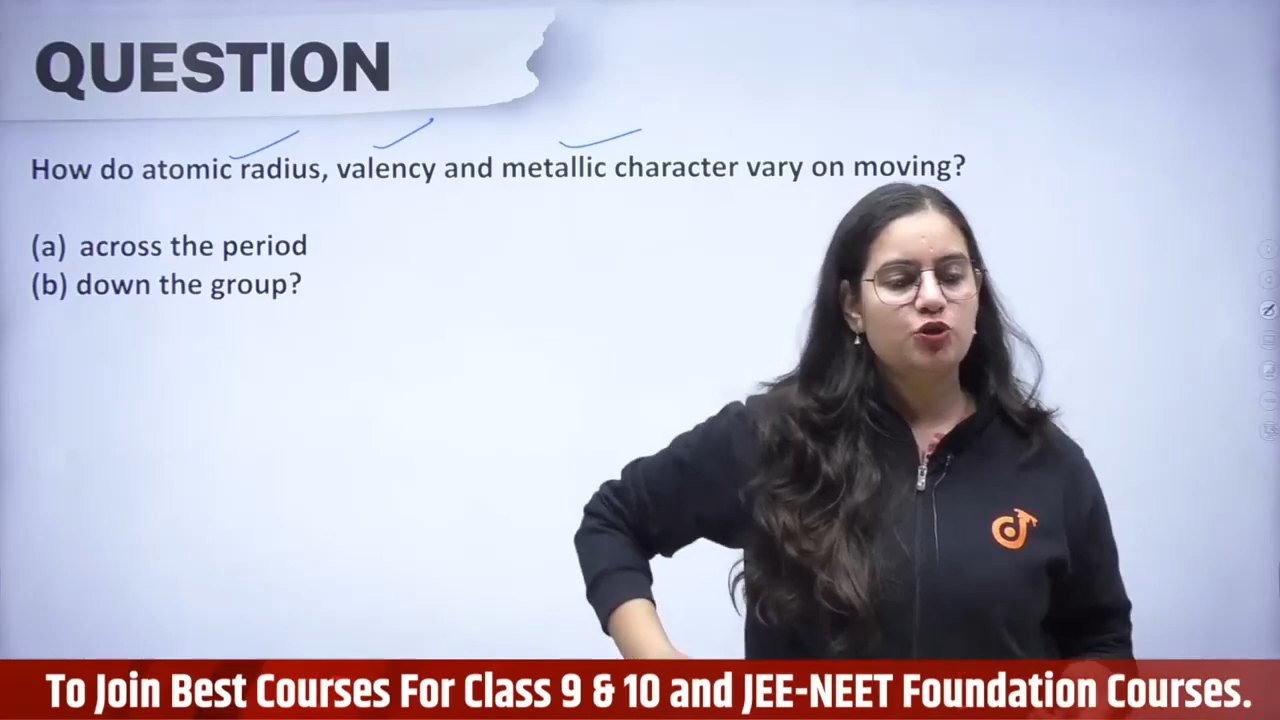 QUESTION
How do atomic radius, valency and metallic character vary on moving?
(a) across the period
(b) down the group?
To Join Best Courses For Class 9 & 10 and JEE-NEET Foundation Courses.